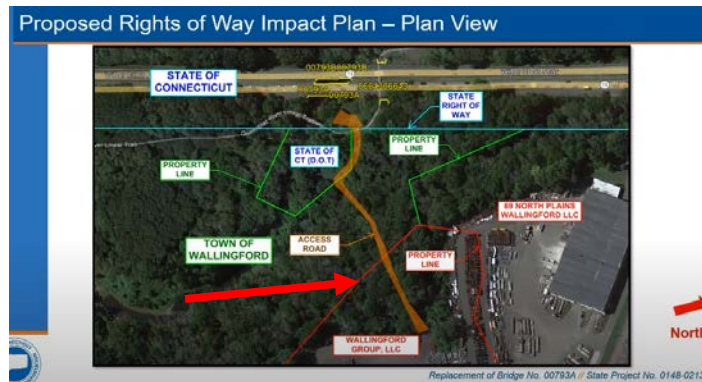 Proposed Rights of Way Impact Plan – Plan View
STATE OF
CONNECTICUT
STATE
RIGHT OF
WAY
PROPERTY
LINE
STATE OF
CT (D.O.T)
PROPERTY
LINE
69 NORTH PLAINS
WALLINGFORD LLC
TOWN OF
WALLINGFORD
ACCESS
ROAD
PROPERTY
LINE
WALLINGFORD
GROUP, LLC
North
Replacement of Bridge No. 00793A // State Project No. 0148-0213